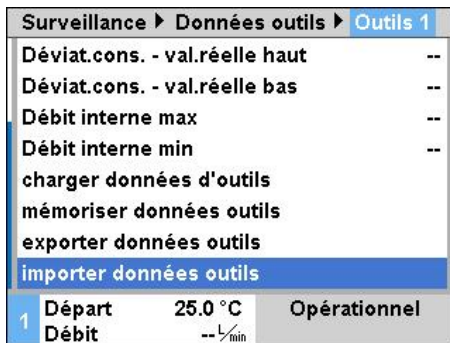 Surveillance ▶ Données outils ▶ Outils 1
Déviat.cons. - val.réelle haut --
Déviat.cons. - val.réelle bas --
Débit interne max --
Débit interne min --
charger données d'outils
mémoriser données outils
exporter données outils
importer données outils
1 Départ 25.0 °C Opérationnel
Débit -- L/min